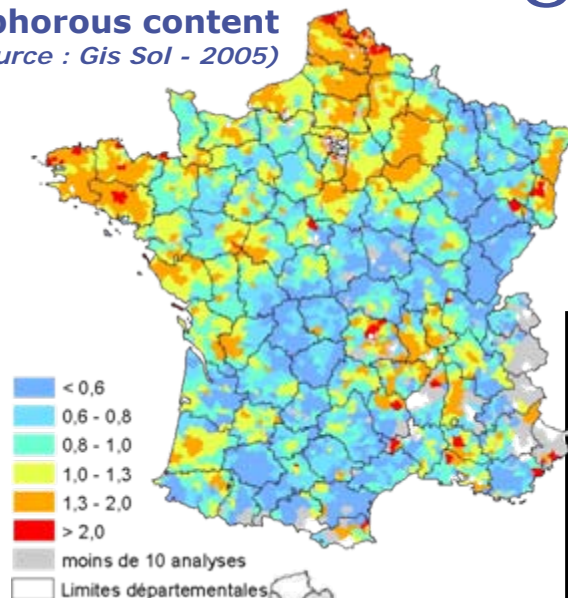 phorous content
urce : Gis Sol - 2005)
< 0,6
0,6 - 0,8
0,8 - 1,0
1,0 - 1,3
1,3 - 2,0
> 2,0
moins de 10 analyses
Limites départementales